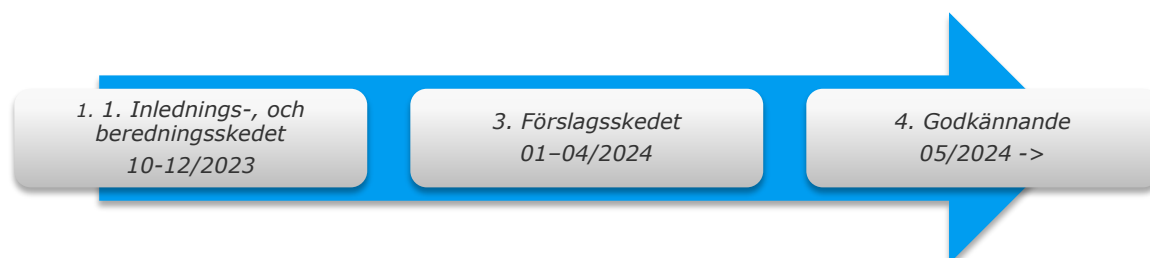 1. 1. Inlednings-, och
beredningsskedet
10-12/2023
3. Förslagsskedet
01–04/2024
4. Godkännande
05/2024 ->